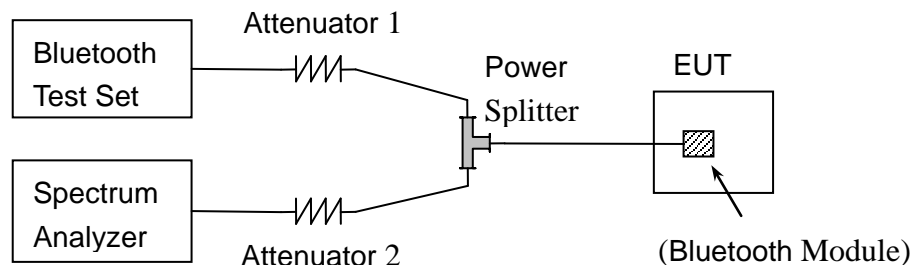 Attenuator 1
Bluetooth
Test Set
Power
Splitter
EUT
Spectrum
Analyzer
Attenuator 2
(Bluetooth Module)